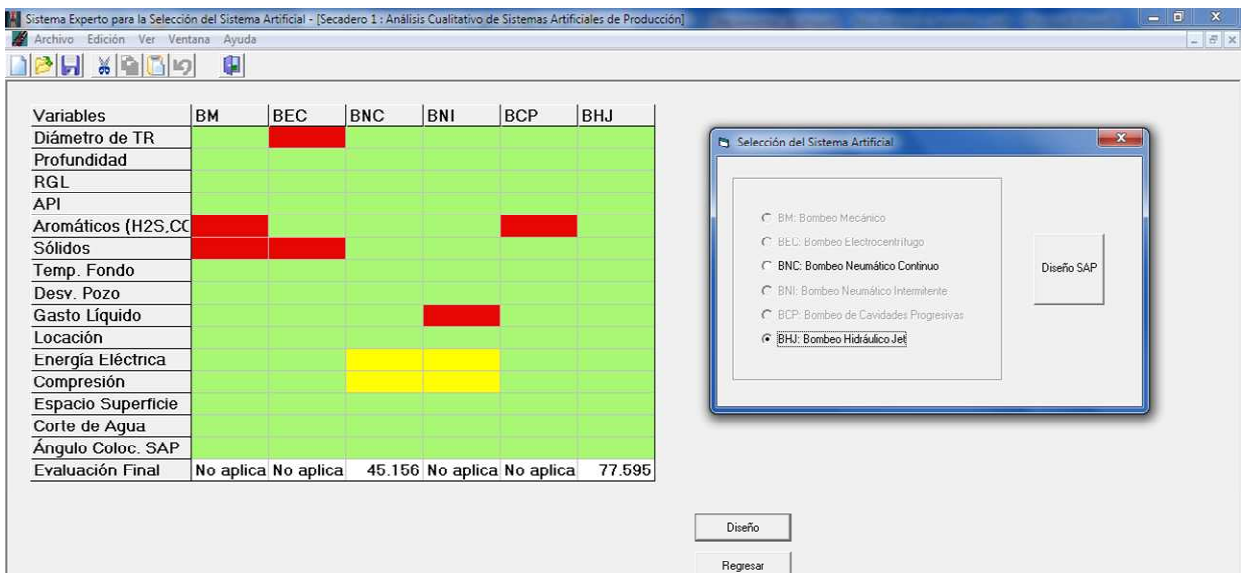 Sistema Experto para la Selección del Sistema Artificial - [Secadero 1 : Análisis Cualitativo de Sistemas Artificiales de Producción]
Archivo Edición Ver Ventana Ayuda
Variables BM BEC BNC BNI BCP BHJ
Diámetro de TR
Profundidad
RGL
API
Aromáticos (H2S,CO
Sólidos
Temp. Fondo
Desv. Pozo
Gasto Líquido
Locación
Energía Eléctrica
Compresión
Espacio Superficie
Corte de Agua
Ángulo Coloc. SAP
Evaluación Final No aplica No aplica 45.156 No aplica No aplica 77.595
Selección del Sistema Artificial
BM: Bombeo Mecánico
BEC: Bombeo Electrocentrífugo
BNC: Bombeo Neumático Continuo
BNI: Bombeo Neumático Intermitente
BCP: Bombeo de Cavidades Progresivas
BHJ: Bombeo Hidráulico Jet
Diseño SAP
Diseño
Regresar